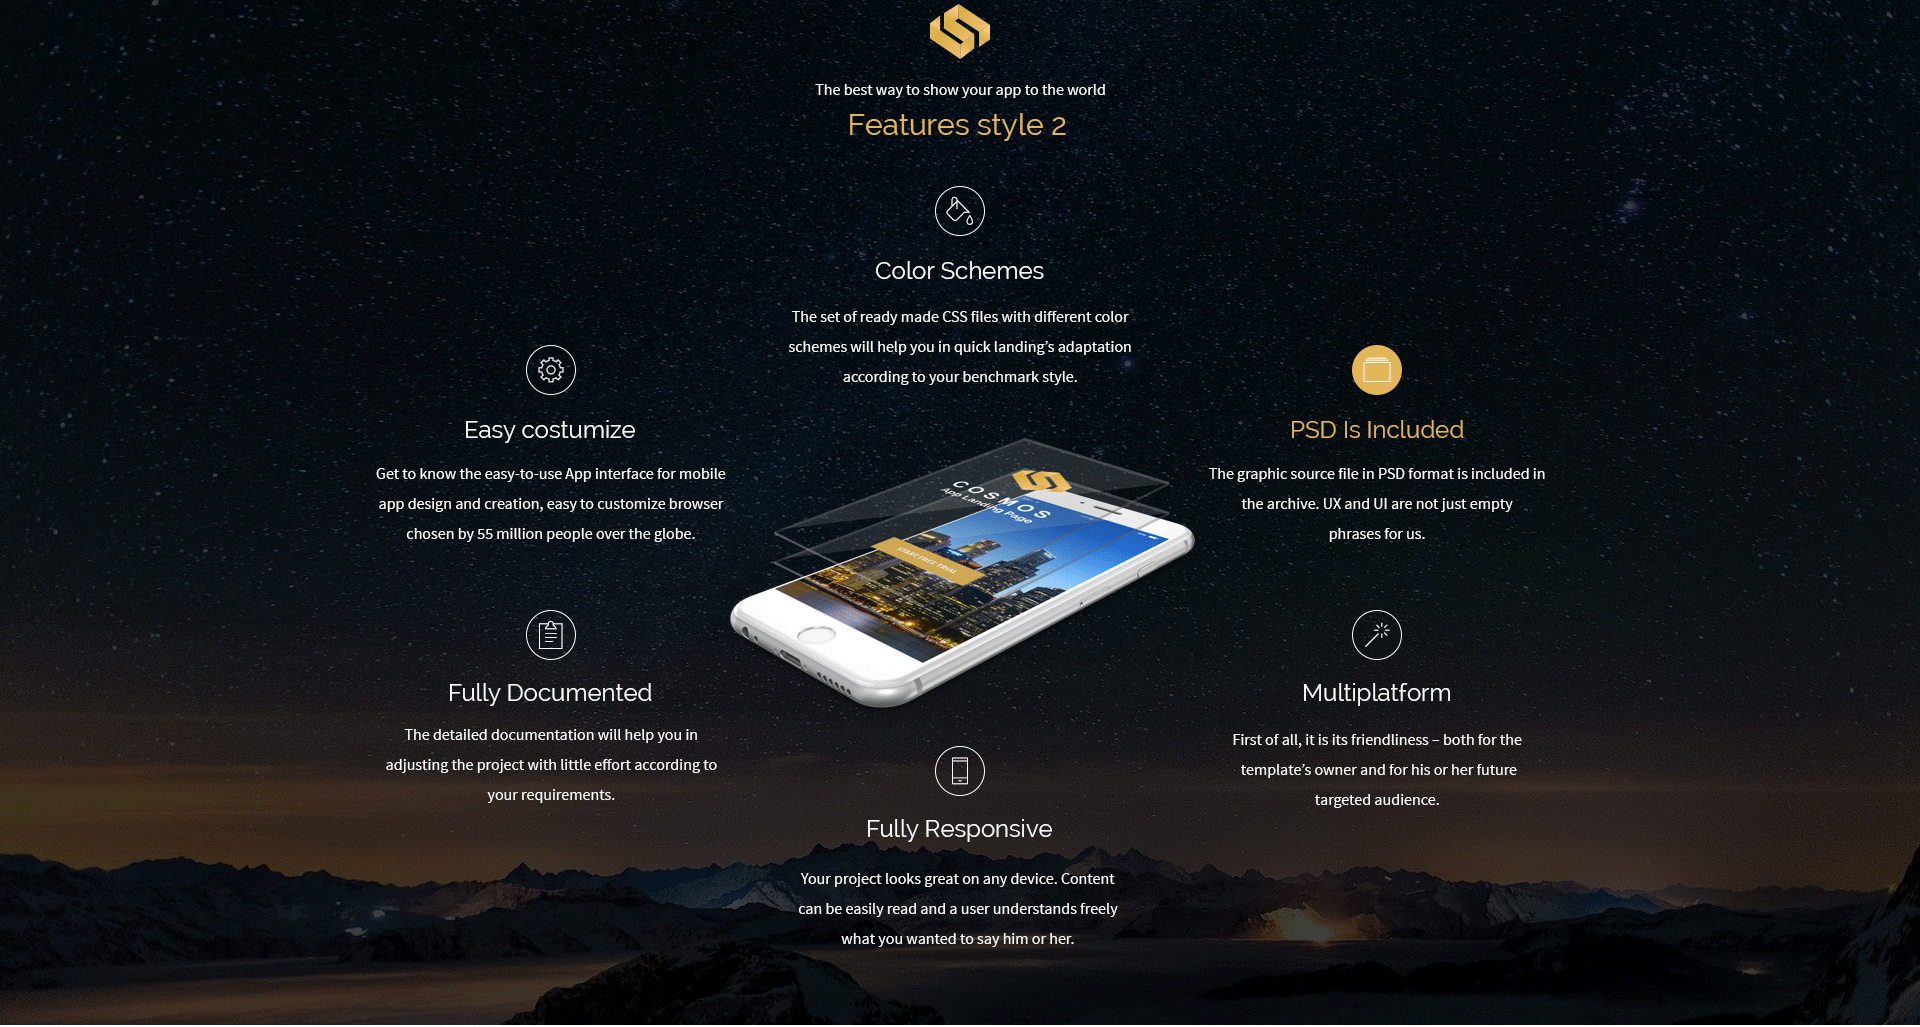 The best way to show your app to the world
Features style 2
Color Schemes
The set of ready made CSS files with different color
schemes will help you in quick landing’s adaptation
according to your benchmark style.
Easy costumize
Get to know the easy-to-use App interface for mobile
app design and creation, easy to customize browser
chosen by 55 million people over the globe.
PSD Is Included
The graphic source file in PSD format is included in
the archive. UX and UI are not just empty
phrases for us.
COSMOS
App Landing Page
START FREE TRIAL
Fully Documented
The detailed documentation will help you in
adjusting the project with little effort according to
your requirements.
Multiplatform
First of all, it is its friendliness – both for the
template’s owner and for his or her future
targeted audience.
Fully Responsive
Your project looks great on any device. Content
can be easily read and a user understands freely
what you wanted to say him or her.